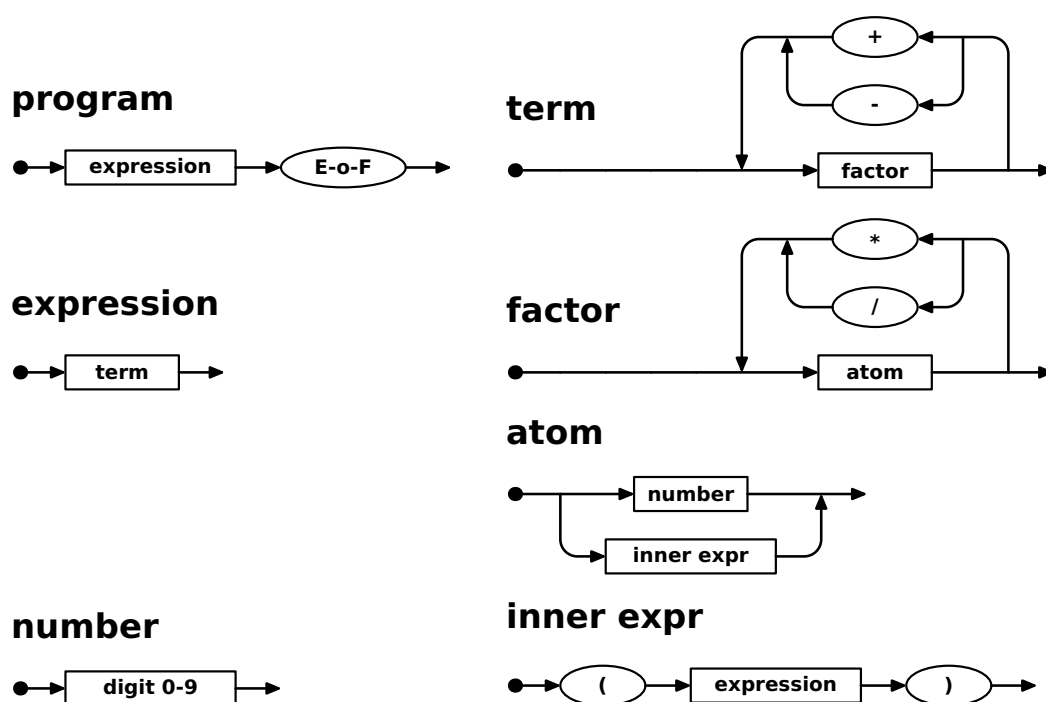 program
expression E-o-F
term
+
-
factor
expression
term
factor
*
/
atom
atom
number
inner expr
number
digit 0-9
inner expr
( expression )